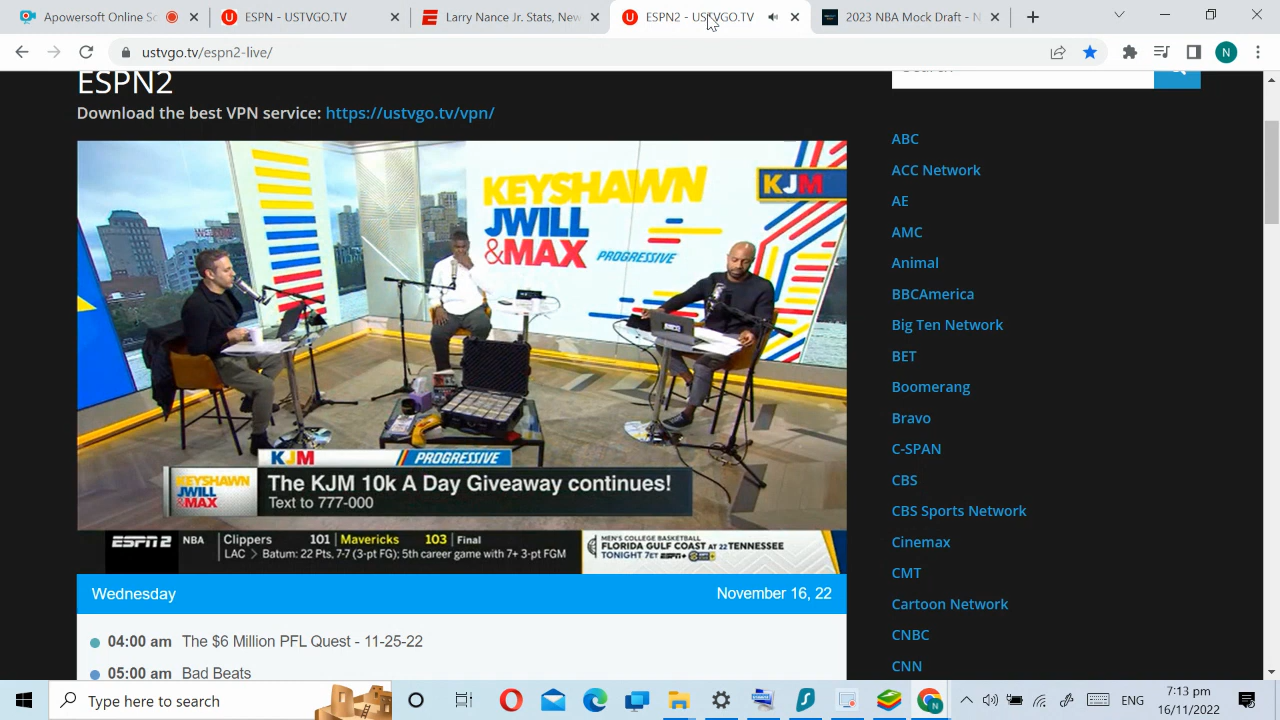 Apowersoft Onli
ESPN - USTVGO.TV
Larry Nance Jr. Stats, New
ESPN2 - USTVGO.TV
2023 NBA Mock Draft - N
ustvgo.tv/espn2-live/
N
ESPN2
Download the best VPN service: https://ustvgo.tv/vpn/
KEYSHAWN
JWILL
&MAX
PROGRESSIVE
KJM
KJM PROGRESSIVE
KEYSHAWN
JWILL
&MAX
The KJM 10k A Day Giveaway continues!
Text to 777-000
ESPN 2
NBA Clippers 101 Mavericks 103 Final
LAC > Batum: 22 Pts, 7-7 (3-pt FG); 5th career game with 7+ 3-pt FGM
MEN'S COLLEGE BASKETBALL
FLORIDA GULF COAST AT 22 TENNESSEE
TONIGHT 7ET ESPN+
Wednesday
November 16, 22
04:00 am The $6 Million PFL Quest - 11-25-22
05:00 am Bad Beats
ABC
ACC Network
AE
AMC
Animal
BBCAmerica
Big Ten Network
BET
Boomerang
Bravo
C-SPAN
CBS
CBS Sports Network
Cinemax
CMT
Cartoon Network
CNBC
CNN
Type here to search
ENG
7:13 pm
16/11/2022